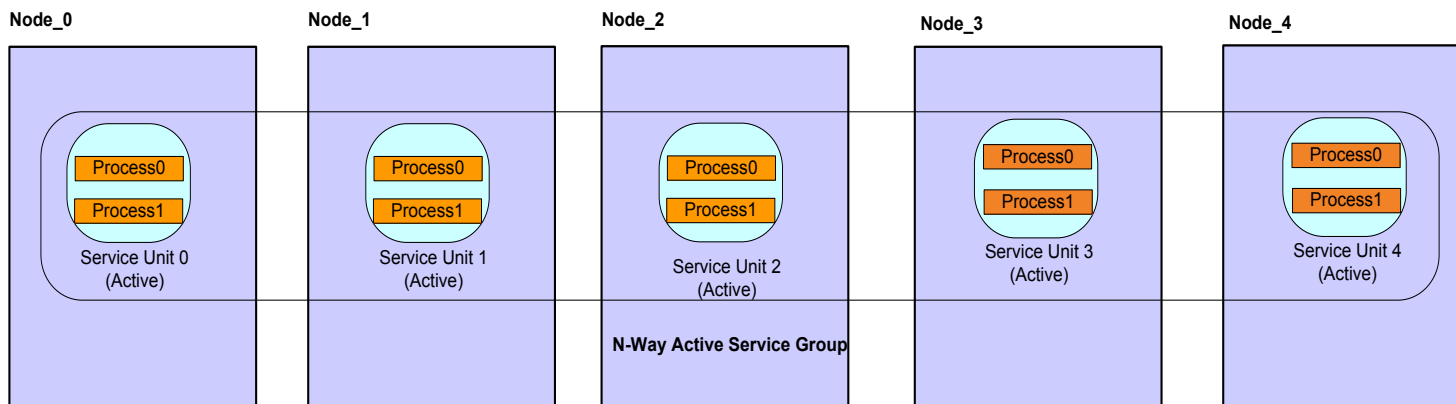 Node_0
Node_1
Node_2
Node_3
Node_4
Process0
Process1
Service Unit 0
(Active)
Process0
Process1
Service Unit 1
(Active)
Process0
Process1
Service Unit 2
(Active)
Process0
Process1
Service Unit 3
(Active)
Process0
Process1
Service Unit 4
(Active)
N-Way Active Service Group